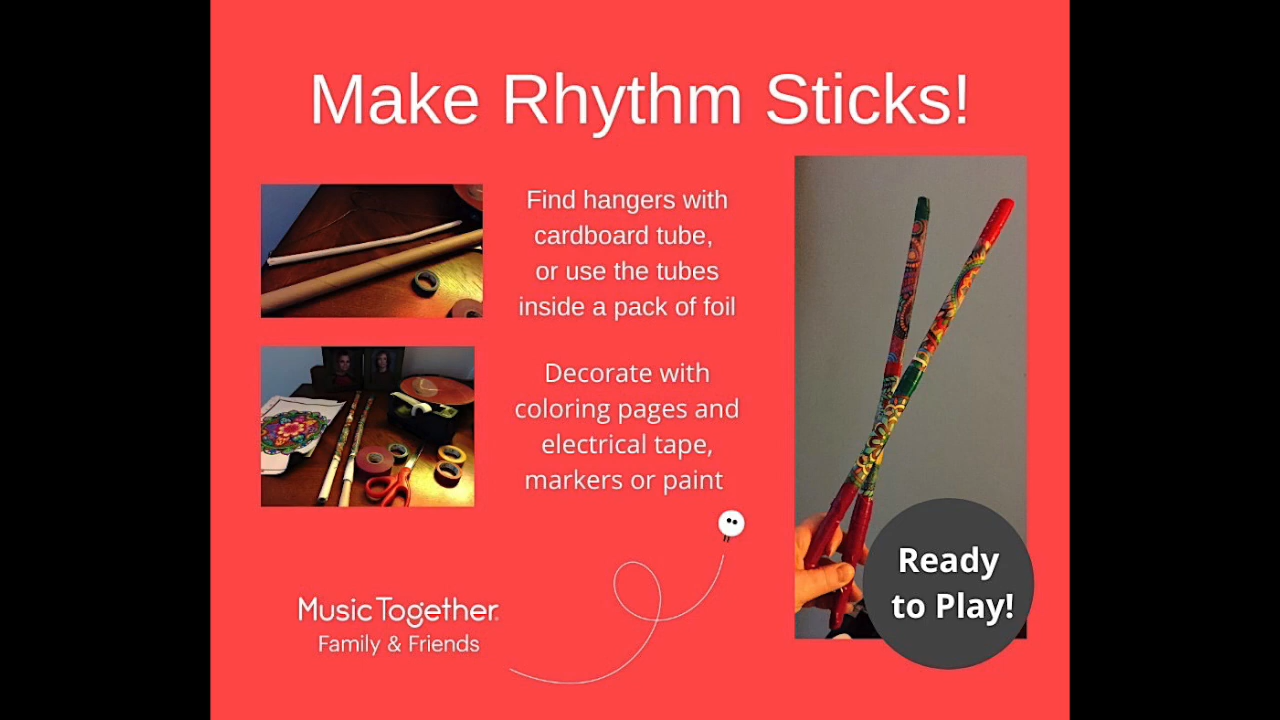 Make Rhythm Sticks!
Find hangers with
cardboard tube,
or use the tubes
inside a pack of foil
Decorate with
coloring pages and
electrical tape,
markers or paint
Ready
to Play!
Music Together®
Family & Friends